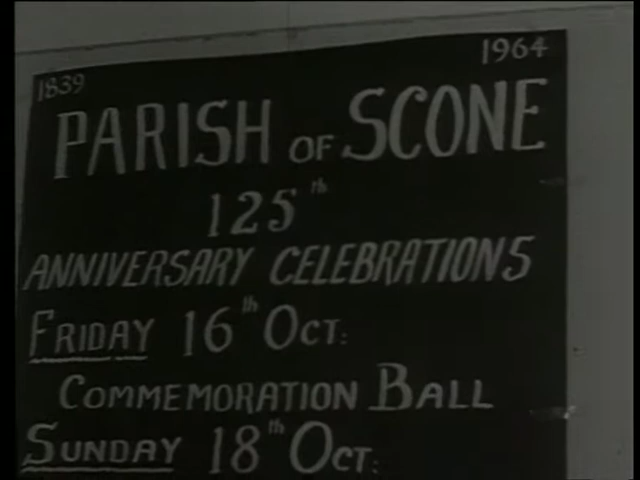 1839 1964
PARISH OF SCONE
125th
ANNIVERSARY CELEBRATIONS
FRIDAY 16th OCT:
COMMEMORATION BALL
SUNDAY 18th OCT: